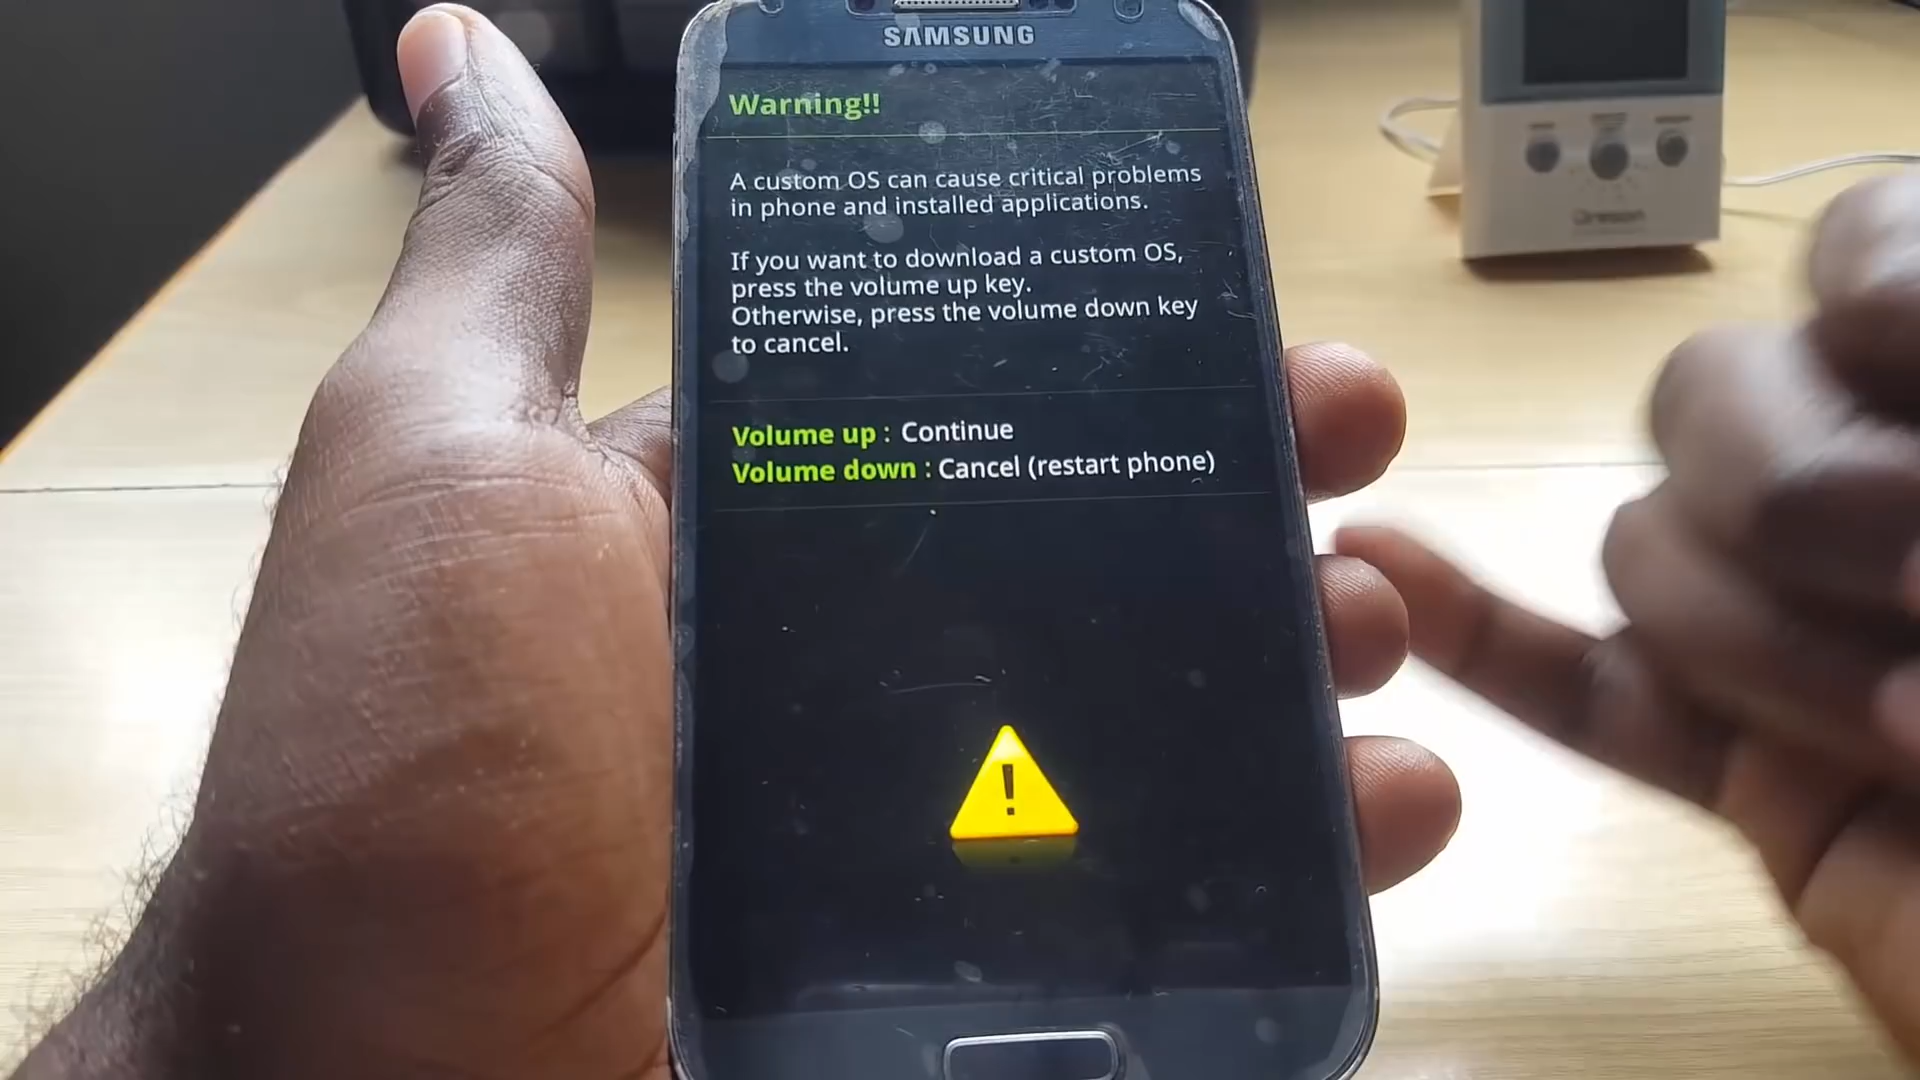 SAMSUNG
Warning!!
A custom OS can cause critical problems
in phone and installed applications.
If you want to download a custom OS,
press the volume up key.
Otherwise, press the volume down key
to cancel.
Volume up : Continue
Volume down : Cancel (restart phone)
!